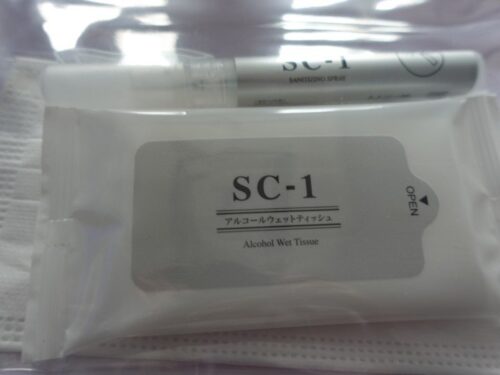 SC-1
SANITIZING SPRAY
SC-1
アルコールウェットティッシュ
Alcohol Wet Tissue
OPEN